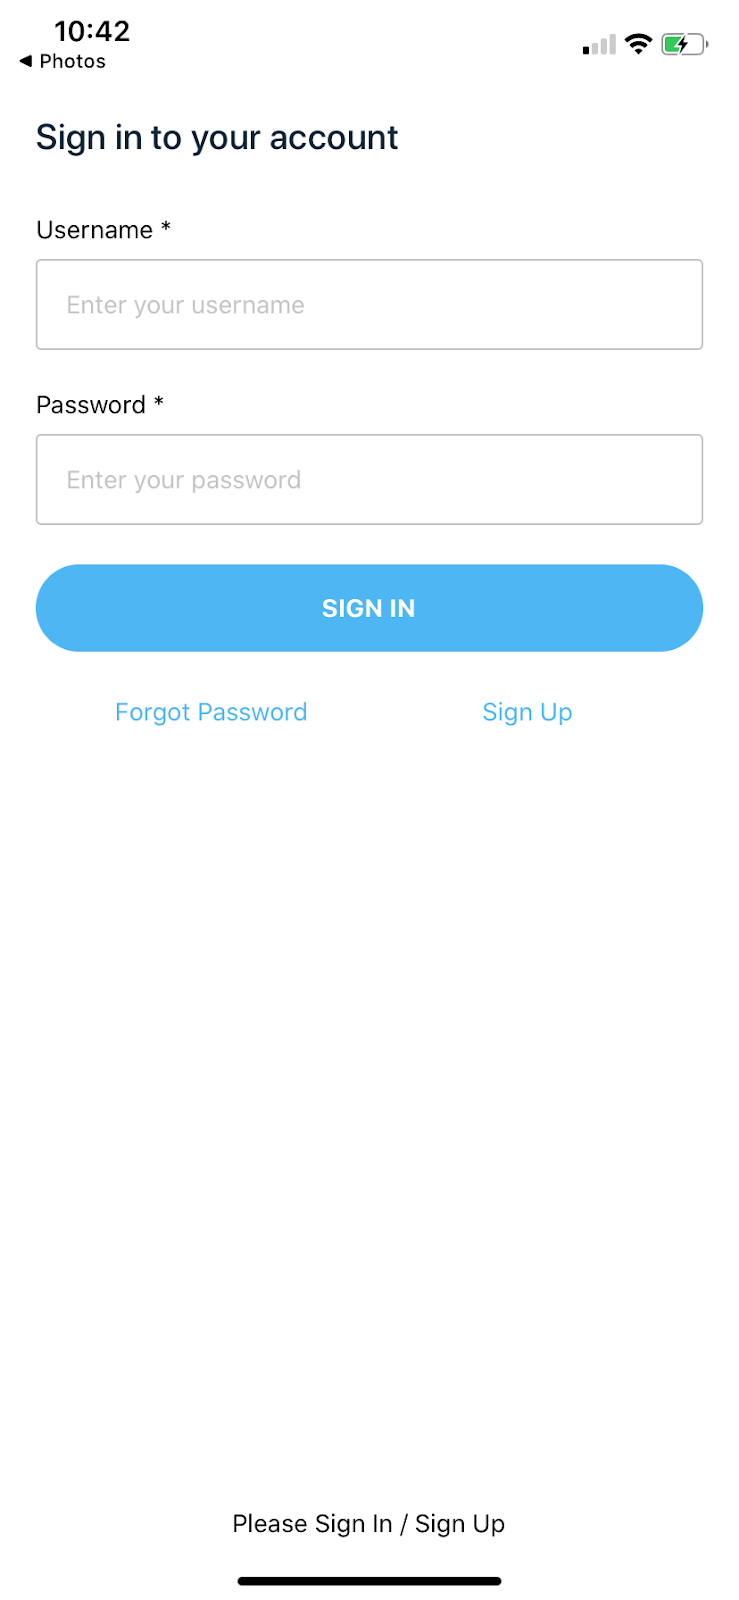 10:42
◀ Photos
Sign in to your account
Username *
Enter your username
Password *
Enter your password
SIGN IN
Forgot Password Sign Up
Please Sign In / Sign Up